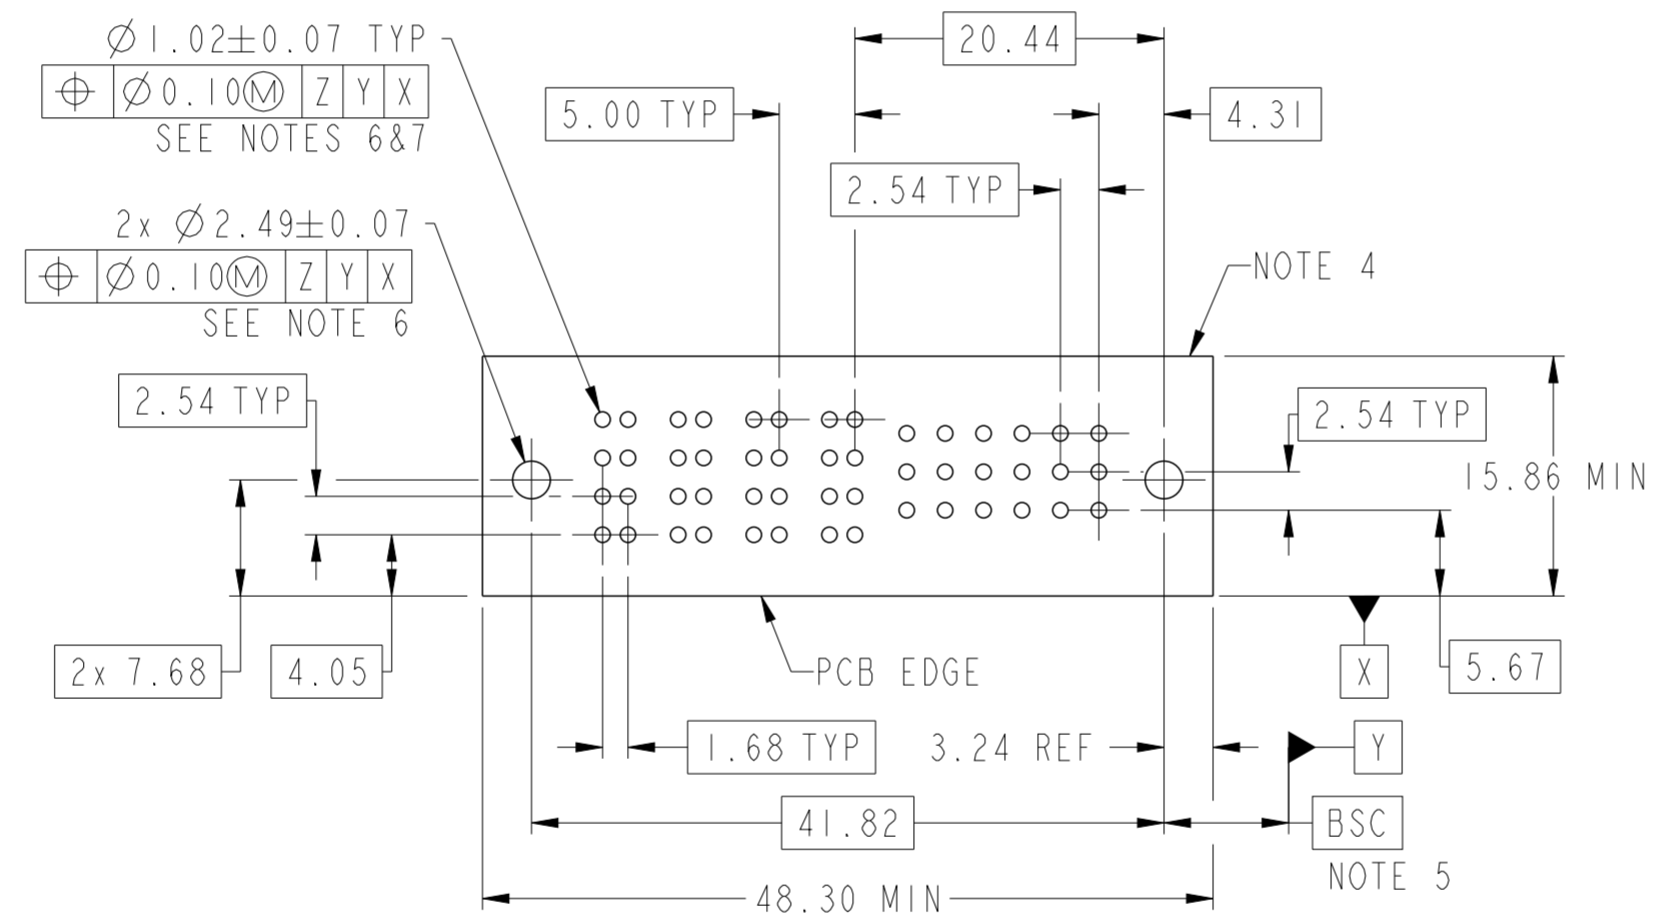 Ø1.02±0.07 TYP
⌖ Ø0.10Ⓜ Z Y X
SEE NOTES 6&7
2x Ø2.49±0.07
⌖ Ø0.10Ⓜ Z Y X
SEE NOTE 6
20.44
5.00 TYP
4.31
2.54 TYP
NOTE 4
2.54 TYP
2.54 TYP
15.86 MIN
2x 7.68
4.05
PCB EDGE
X
5.67
1.68 TYP
3.24 REF
Y
41.82
BSC
NOTE 5
48.30 MIN